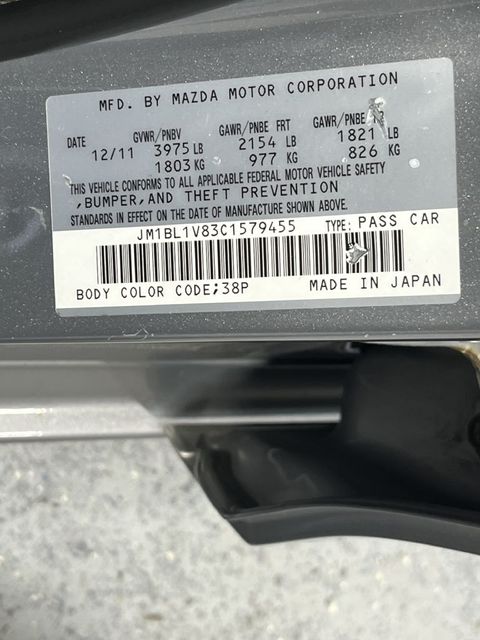 MFD. BY MAZDA MOTOR CORPORATION
DATE GVWR/PNBV GAWR/PNBE FRT GAWR/PNBE
12/11 3975 LB 2154 LB 1821 LB
1803 KG 977 KG 826 KG
THIS VEHICLE CONFORMS TO ALL APPLICABLE FEDERAL MOTOR VEHICLE SAFETY
,BUMPER,AND THEFT PREVENTION
STANDARDS IN EFFECT ON THE DATE OF MANUFACTURE SHOWN ABOVE.
JM1BL1V83C1579455 TYPE: PASS CAR
BODY COLOR CODE;38P MADE IN JAPAN